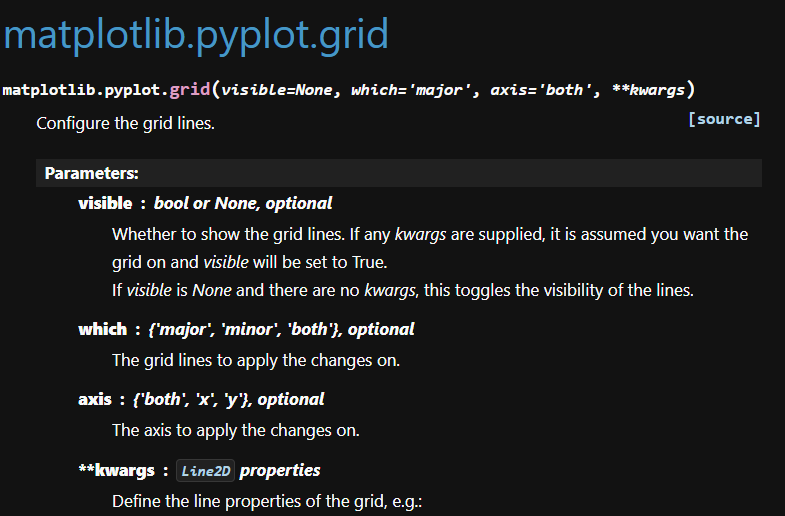 matplotlib.pyplot.grid
matplotlib.pyplot.grid(visible=None, which='major', axis='both', **kwargs)
[source]
Configure the grid lines.
Parameters:
visible : bool or None, optional
Whether to show the grid lines. If any kwargs are supplied, it is assumed you want the
grid on and visible will be set to True.
If visible is None and there are no kwargs, this toggles the visibility of the lines.
which : {'major', 'minor', 'both'}, optional
The grid lines to apply the changes on.
axis : {'both', 'x', 'y'}, optional
The axis to apply the changes on.
**kwargs : Line2D properties
Define the line properties of the grid, e.g.: